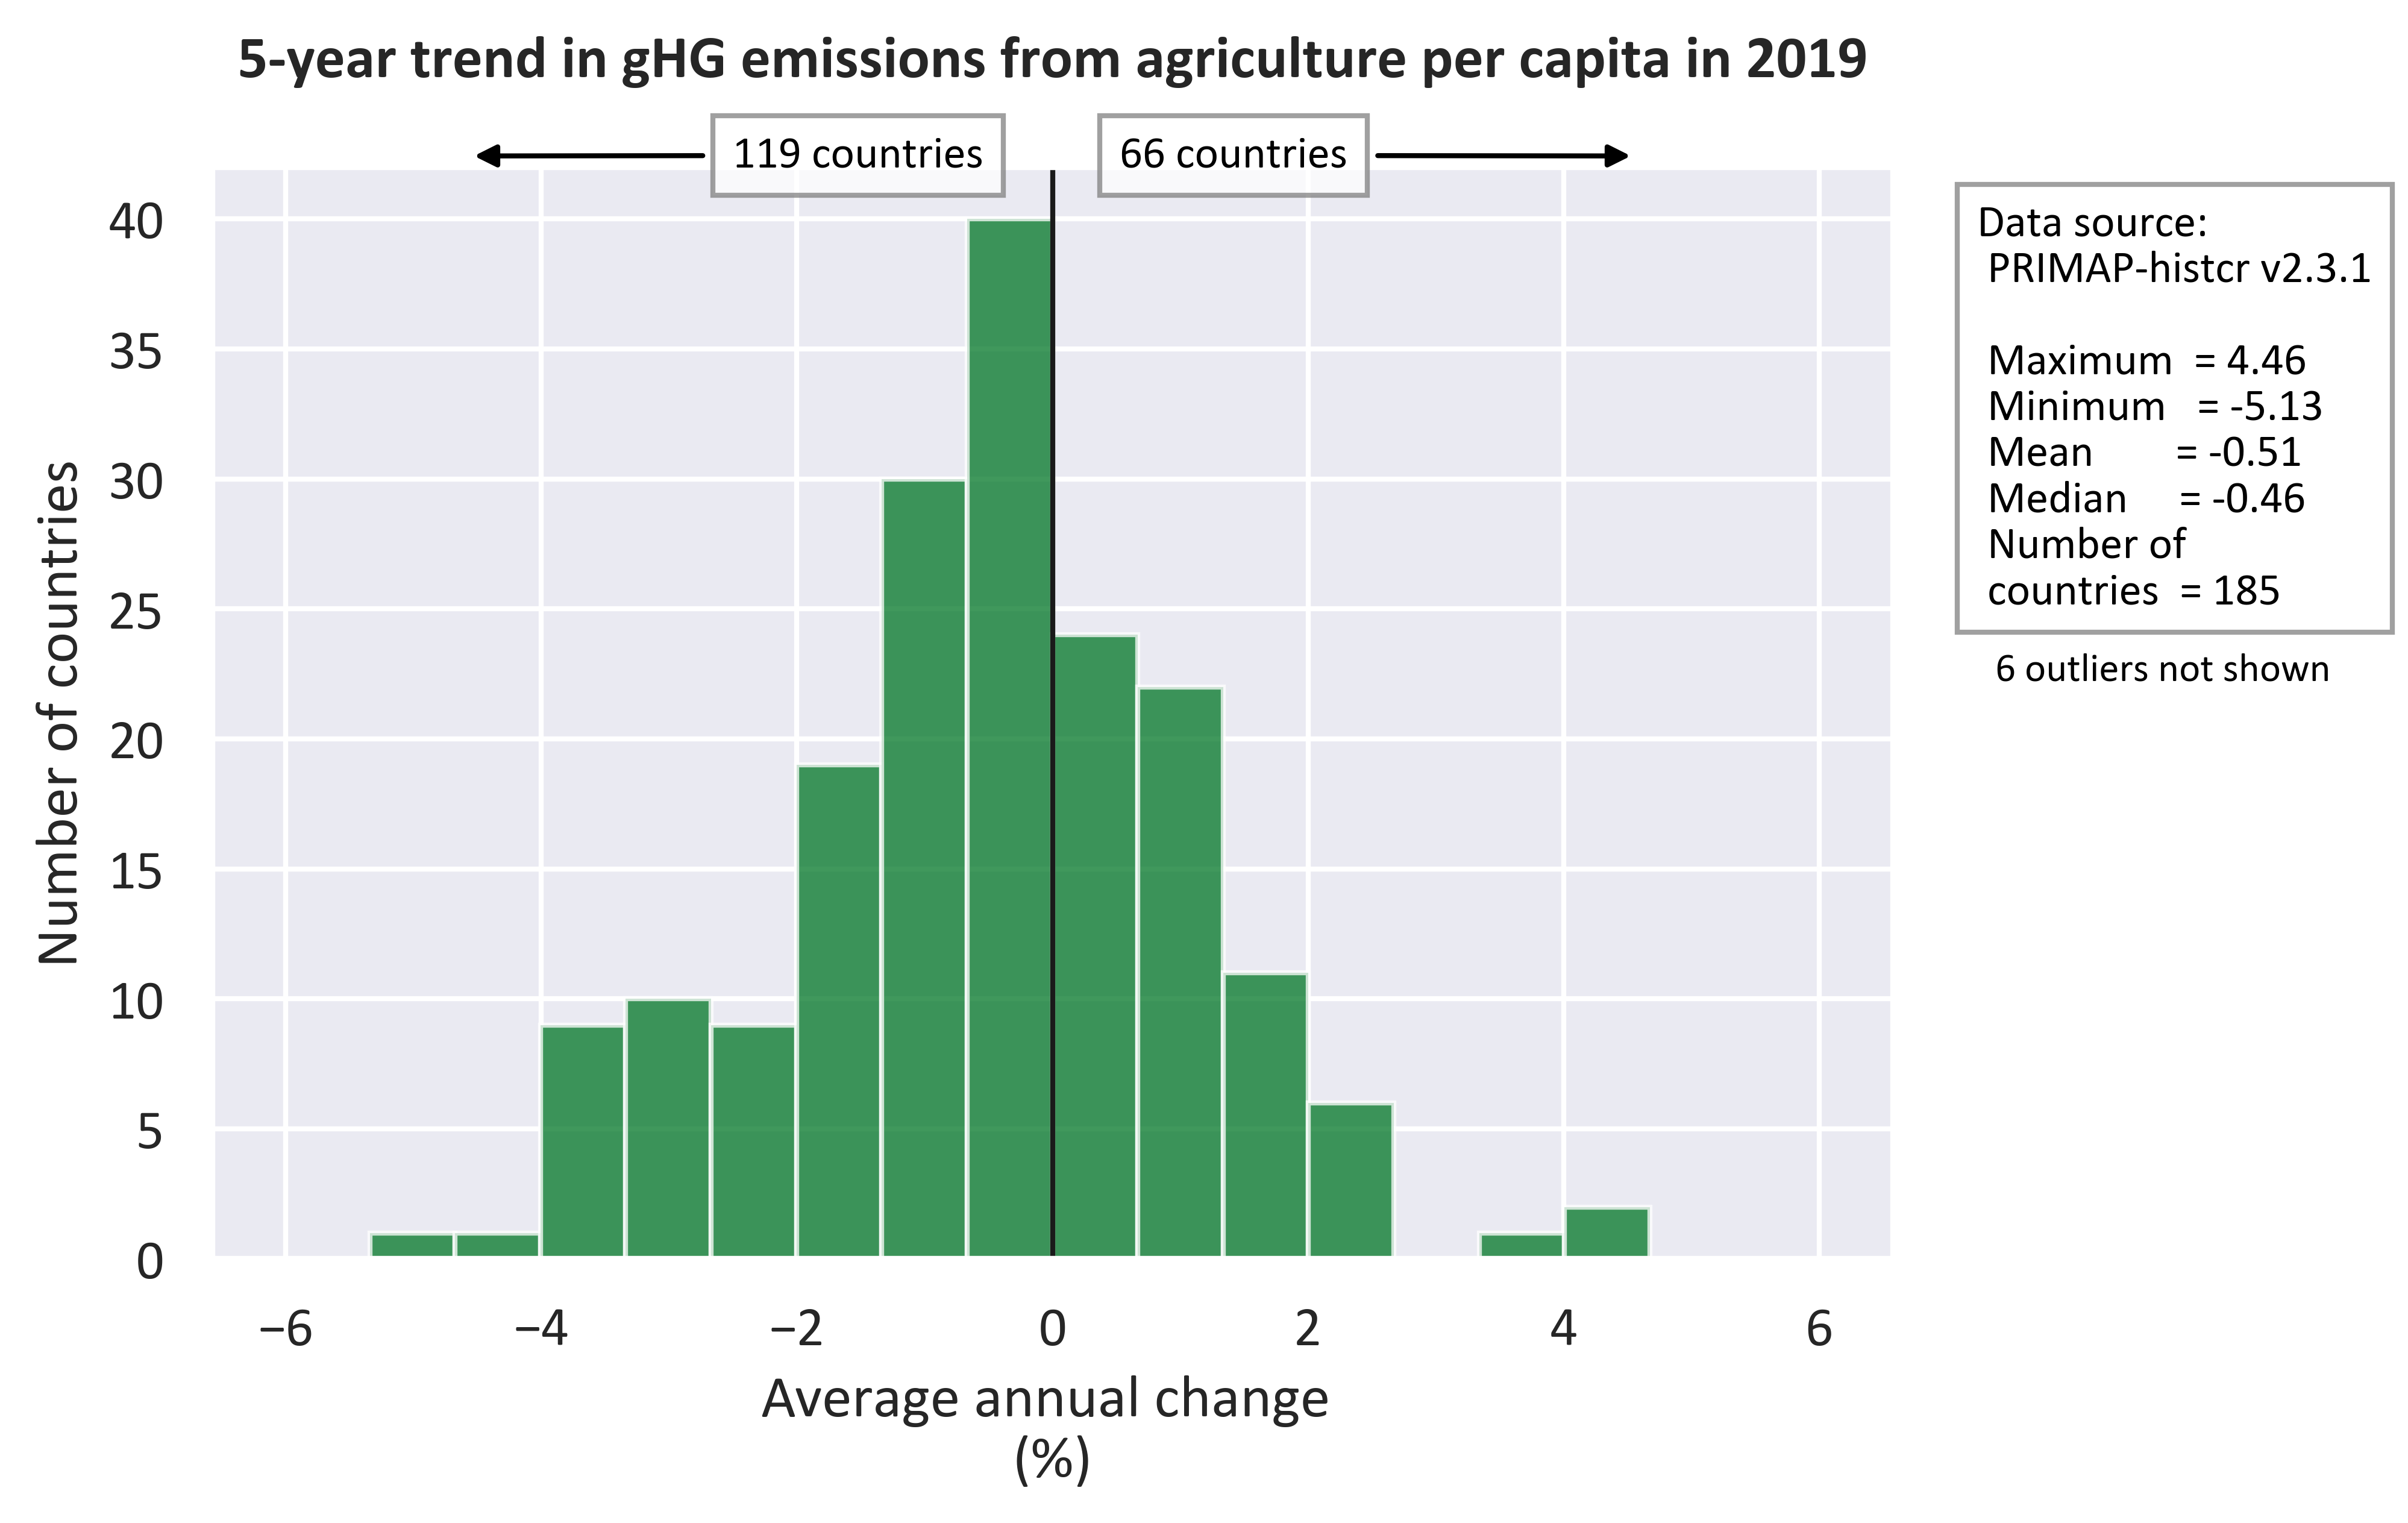 5-year trend in gHG emissions from agriculture per capita in 2019
119 countries
66 countries
40
35
30
25
20
15
10
5
0
Number of countries
−6
−4
−2
0
2
4
6
Average annual change
(%)
Data source:
PRIMAP-histcr v2.3.1
Maximum = 4.46
Minimum = -5.13
Mean = -0.51
Median = -0.46
Number of
countries = 185
6 outliers not shown